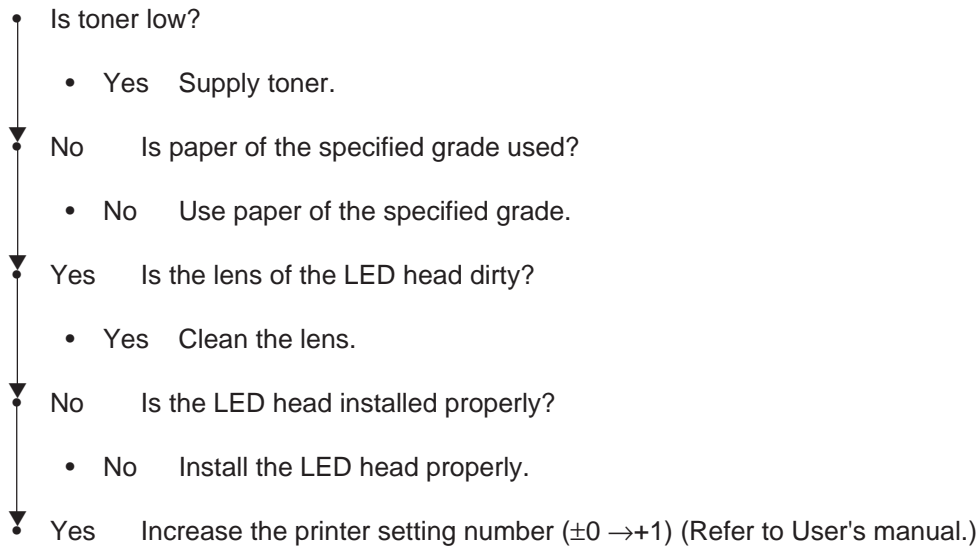 • Is toner low?
• Yes Supply toner.
• No Is paper of the specified grade used?
• No Use paper of the specified grade.
• Yes Is the lens of the LED head dirty?
• Yes Clean the lens.
• No Is the LED head installed properly?
• No Install the LED head properly.
• Yes Increase the printer setting number (±0 →+1) (Refer to User's manual.)